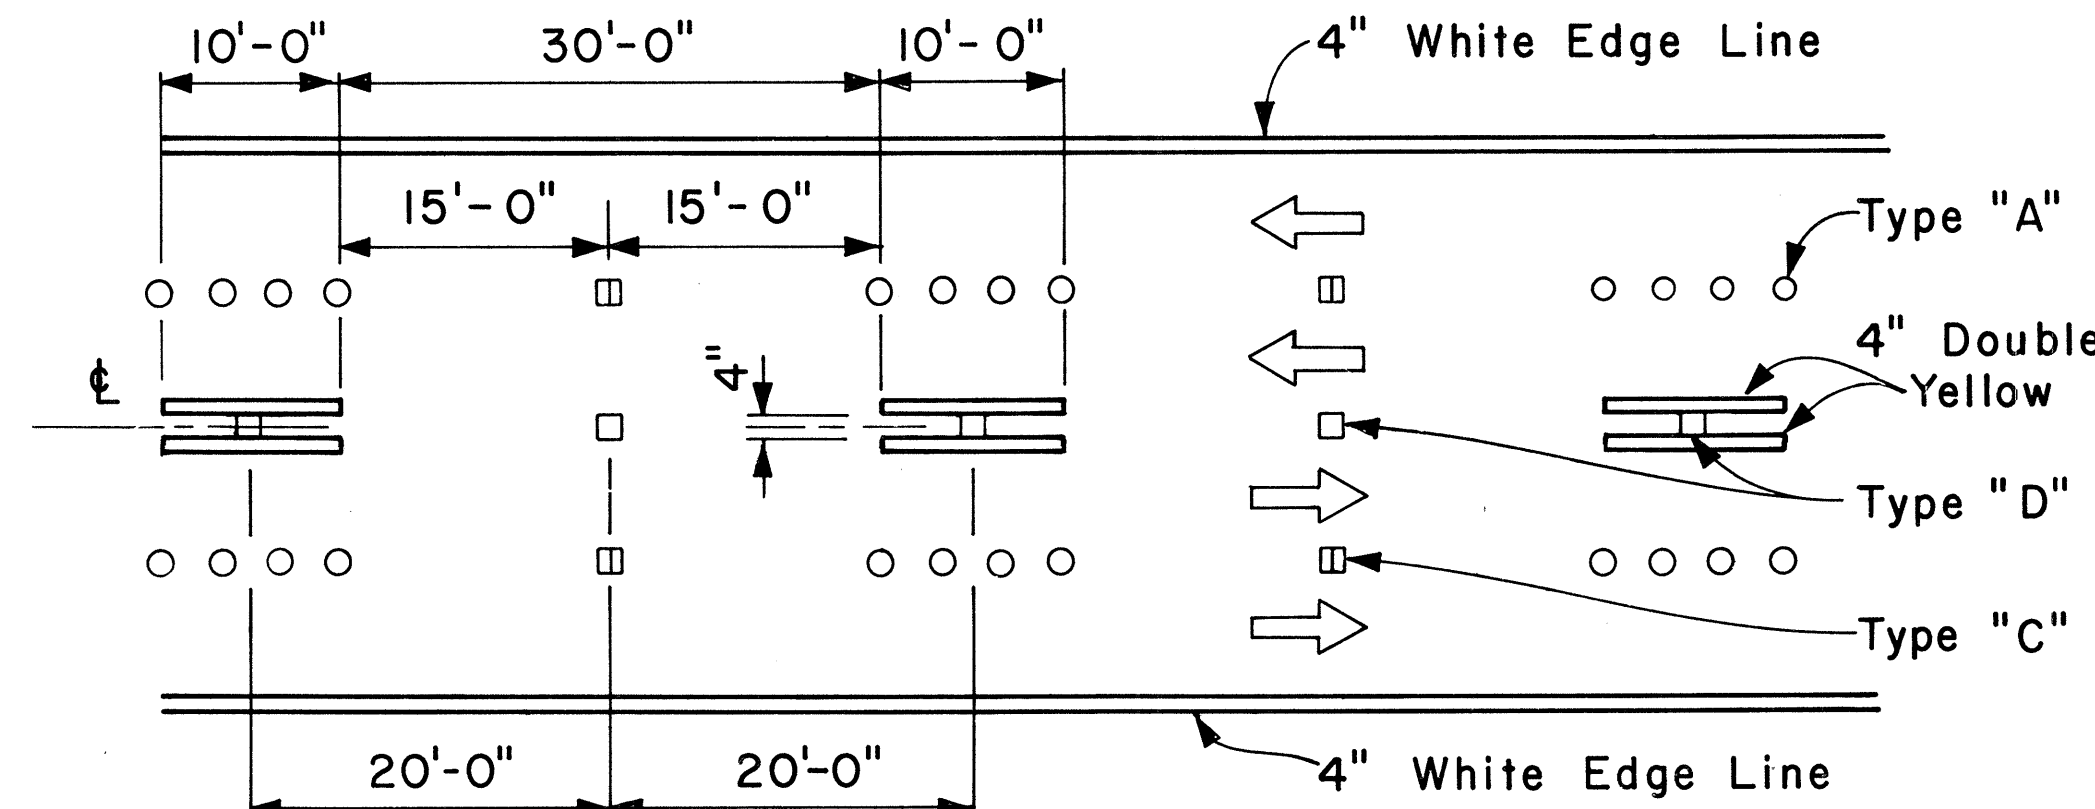 10'-0" 30'-0" 10'-0" 4" White Edge Line
15'-0" 15'-0"
Type "A"
4" Double
Yellow
℄ 4"
Type "D"
Type "C"
20'-0" 20'-0" 4" White Edge Line